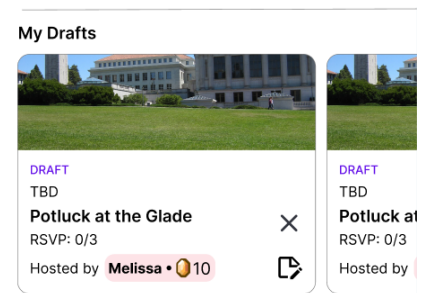 My Drafts
DRAFT
TBD
Potluck at the Glade
RSVP: 0/3
Hosted by Melissa • 10
DRAFT
TBD
Potluck at
RSVP: 0/3
Hosted by